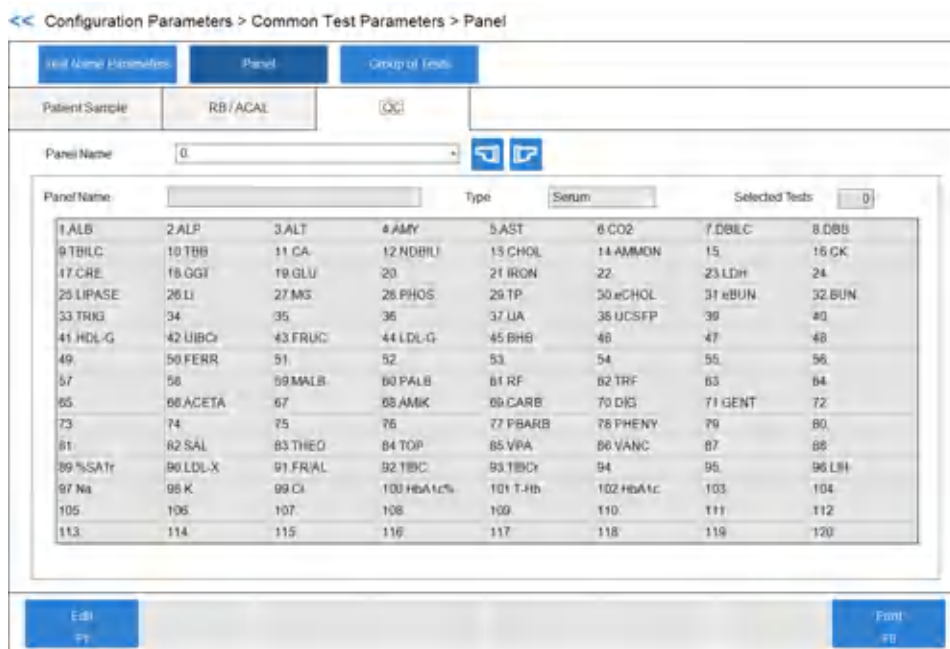 << Configuration Parameters > Common Test Parameters > Panel
Test Name Parameters Panel Group of Tests
Patient Sample RB / ACAL QC
Panel Name 0.
Panel Name Type Serum Selected Tests 0
1.ALB 2.ALP 3.ALT 4.AMY 5.AST 6.CO2 7.DBILC 8.DBB
9.TBILC 10.TBB 11.CA 12.NDBILI 13.CHOL 14.AMMON 15. 16.CK
17.CRE 18.GGT 19.GLU 20. 21.IRON 22. 23.LDH 24.
25.LIPASE 26.LI 27.MG 28.PHOS 29.TP 30.eCHOL 31.eBUN 32.BUN
33.TRIG 34. 35. 36. 37.UA 38.UCSFP 39. 40.
41.HDL-G 42.UIBCr 43.FRUC 44.LDL-G 45.BHB 46. 47. 48.
49. 50.FERR 51. 52. 53. 54. 55. 56.
57. 58. 59.MALB 60.PALB 61.RF 62.TRF 63. 64.
65. 66.ACETA 67. 68.AMIK 69.CARB 70.DIG 71.GENT 72.
73. 74. 75. 76. 77.PBARB 78.PHENY 79. 80.
81. 82.SAL 83.THEO 84.TOP 85.VPA 86.VANC 87. 88.
89.%SATr 90.LDL-X 91.FR/AL 92.TIBC 93.TIBCr 94. 95. 96.LIH
97.Na 98.K 99.Cl 100.HbA1c% 101.T-Hb 102.HbA1c 103. 104.
105. 106. 107. 108. 109. 110. 111. 112.
113. 114. 115. 116. 117. 118. 119. 120.
Edit Print
F1 F8